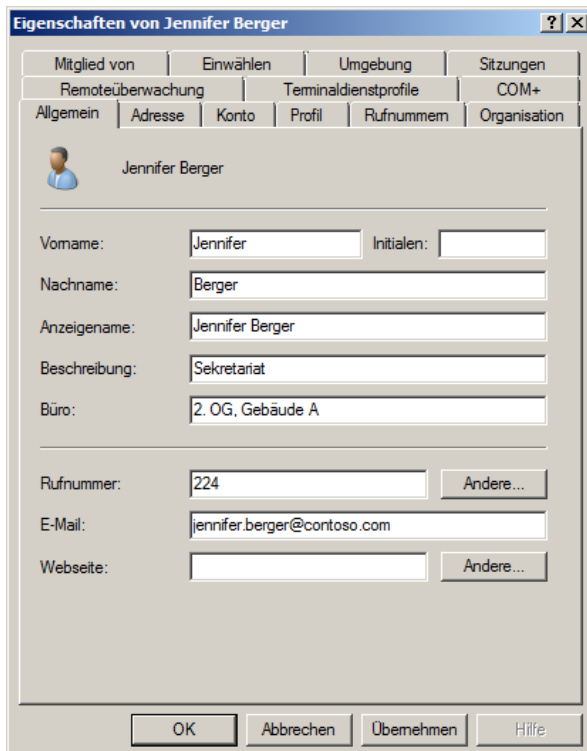 Eigenschaften von Jennifer Berger
Mitglied von Einwählen Umgebung Sitzungen
Remoteüberwachung Terminaldienstprofile COM+
Allgemein Adresse Konto Profil Rufnummern Organisation
Jennifer Berger
Vorname: Jennifer Initialen:
Nachname: Berger
Anzeigename: Jennifer Berger
Beschreibung: Sekretariat
Büro: 2. OG, Gebäude A
Rufnummer: 224 Andere...
E-Mail: jennifer.berger@contoso.com
Webseite: Andere...
OK Abbrechen Übernehmen Hilfe